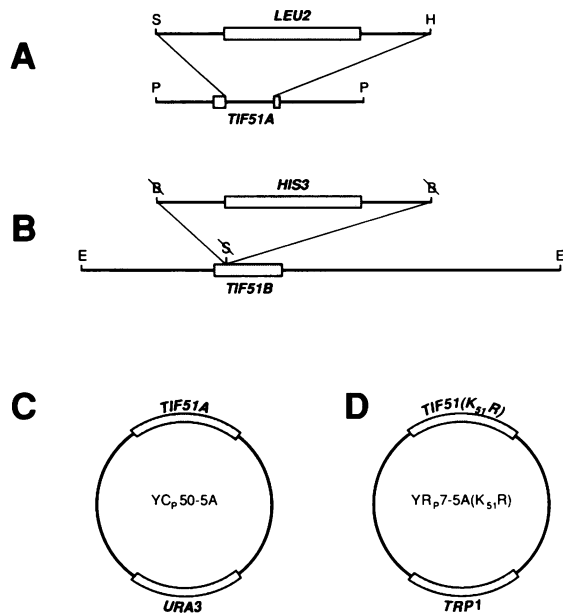 A
S LEU2 H
P P
TIF51A
B
B HIS3 B
S
E E
TIF51B
C D
TIF51A TIF51(K51R)
YCP50-5A YRP7-5A(K51R)
URA3 TRP1